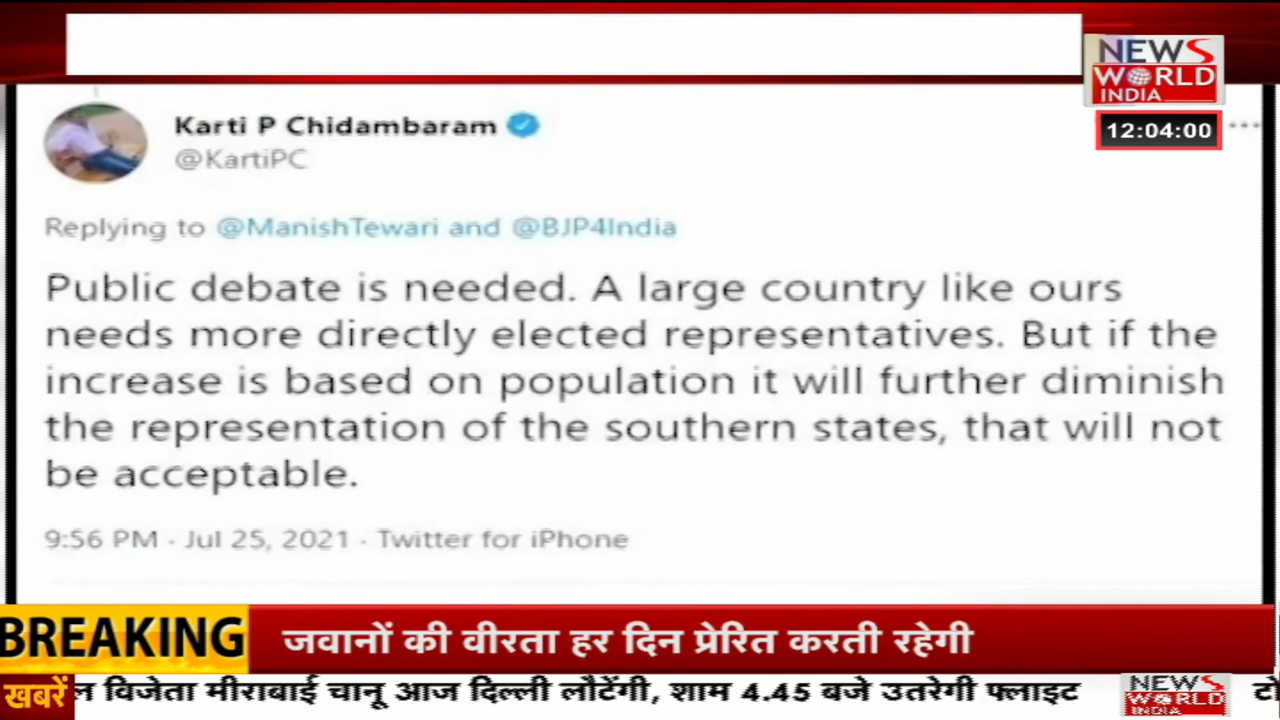 NEWS
WORLD
INDIA
12:04:00
Karti P Chidambaram
@KartiPC
Replying to @ManishTewari and @BJP4India
Public debate is needed. A large country like ours
needs more directly elected representatives. But if the
increase is based on population it will further diminish
the representation of the southern states, that will not
be acceptable.
9:56 PM · Jul 25, 2021 · Twitter for iPhone
BREAKING जवानों की वीरता हर दिन प्रेरित करती रहेगी
खबरें विजेता मीराबाई चानू आज दिल्ली लौटेंगी, शाम 4.45 बजे उतरेगी फ्लाइट
NEWS
WORLD
INDIA